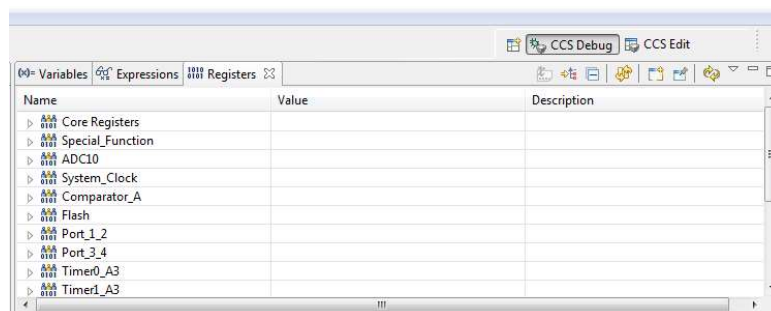 CCS Debug CCS Edit
(x)= Variables Expressions Registers
Name Value Description
Core Registers
Special_Function
ADC10
System_Clock
Comparator_A
Flash
Port_1_2
Port_3_4
Timer0_A3
Timer1_A3